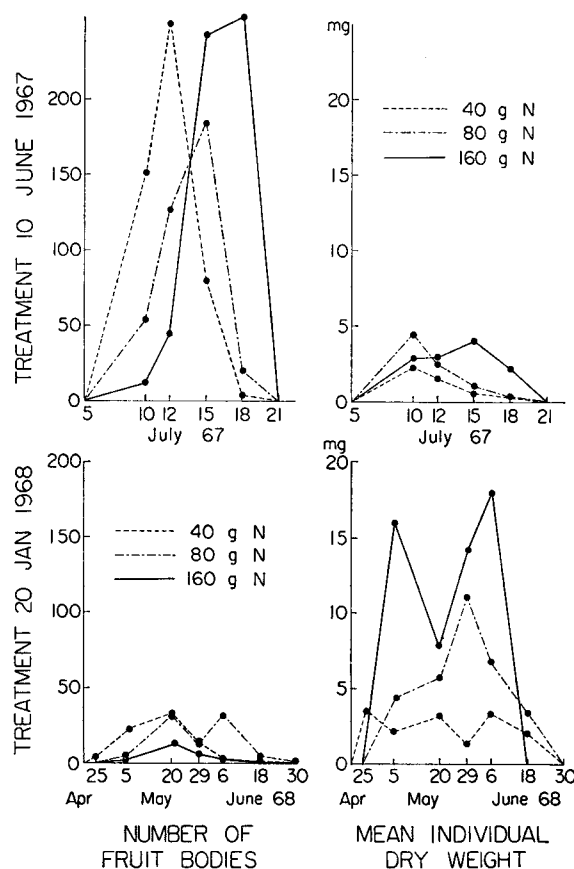 TREATMENT 10 JUNE 1967
250
200
150
100
50
0
5 10 12 15 18 21
July 67
mg
20
15
10
5
0
40 g N
80 g N
160 g N
5 10 12 15 18 21
July 67
TREATMENT 20 JAN 1968
200
150
100
50
0
40 g N
80 g N
160 g N
25 5 20 29 6 18 30
Apr May June 68
mg
20
15
10
5
0
25 5 20 29 6 18 30
Apr May June 68
NUMBER OF
FRUIT BODIES
MEAN INDIVIDUAL
DRY WEIGHT